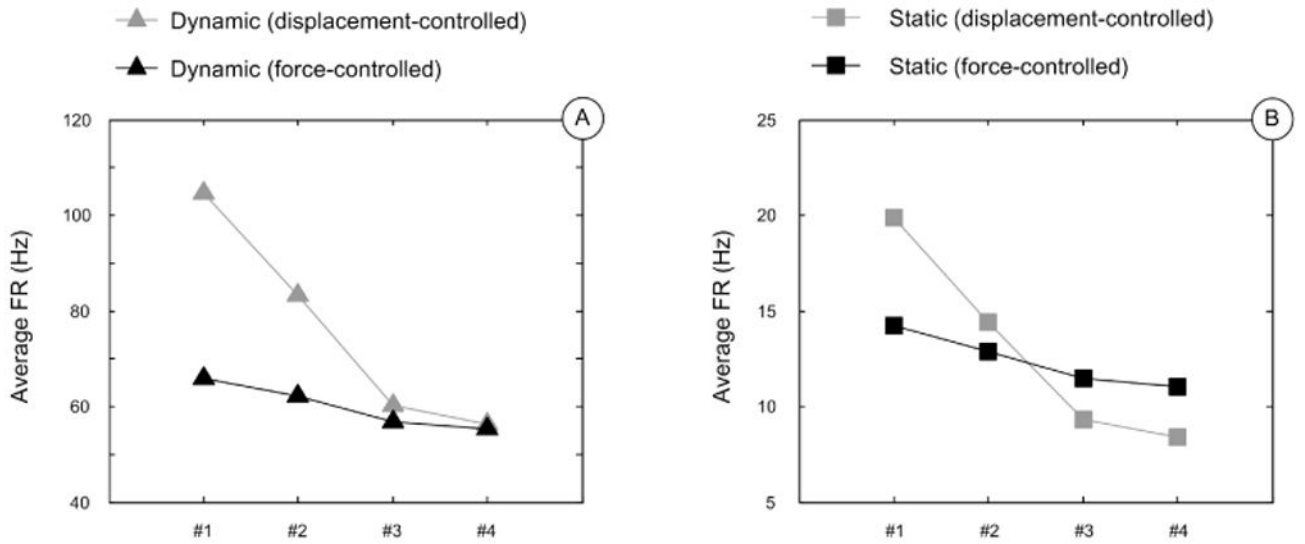 Dynamic (displacement-controlled)
Dynamic (force-controlled)
A
120
100
80
60
40
Average FR (Hz)
#1 #2 #3 #4
Static (displacement-controlled)
Static (force-controlled)
B
25
20
15
10
5
Average FR (Hz)
#1 #2 #3 #4